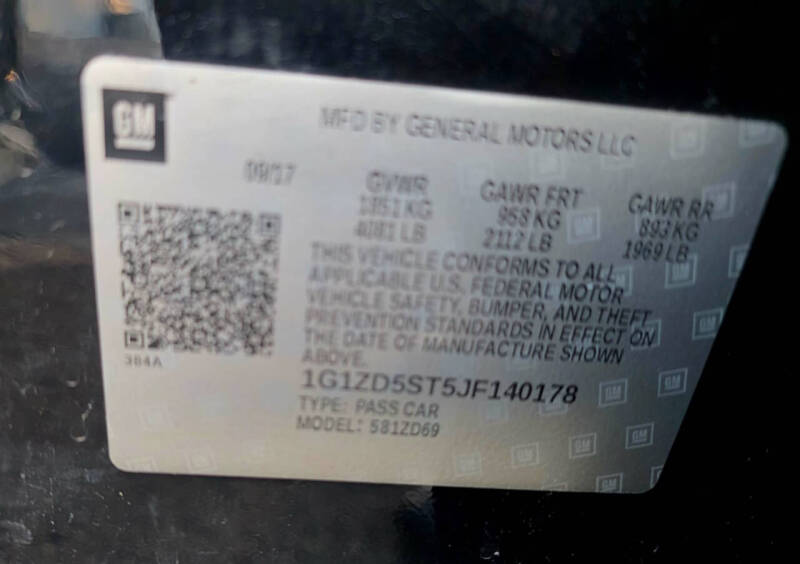 GM
MFD BY GENERAL MOTORS LLC
09/17
GVWR GAWR FRT GAWR RR
1851 KG 958 KG 893 KG
4081 LB 2112 LB 1969 LB
THIS VEHICLE CONFORMS TO ALL
APPLICABLE U.S. FEDERAL MOTOR
VEHICLE SAFETY, BUMPER, AND THEFT
PREVENTION STANDARDS IN EFFECT ON
THE DATE OF MANUFACTURE SHOWN
ABOVE.
384A
1G1ZD5ST5JF140178
TYPE: PASS CAR
MODEL: 581ZD69